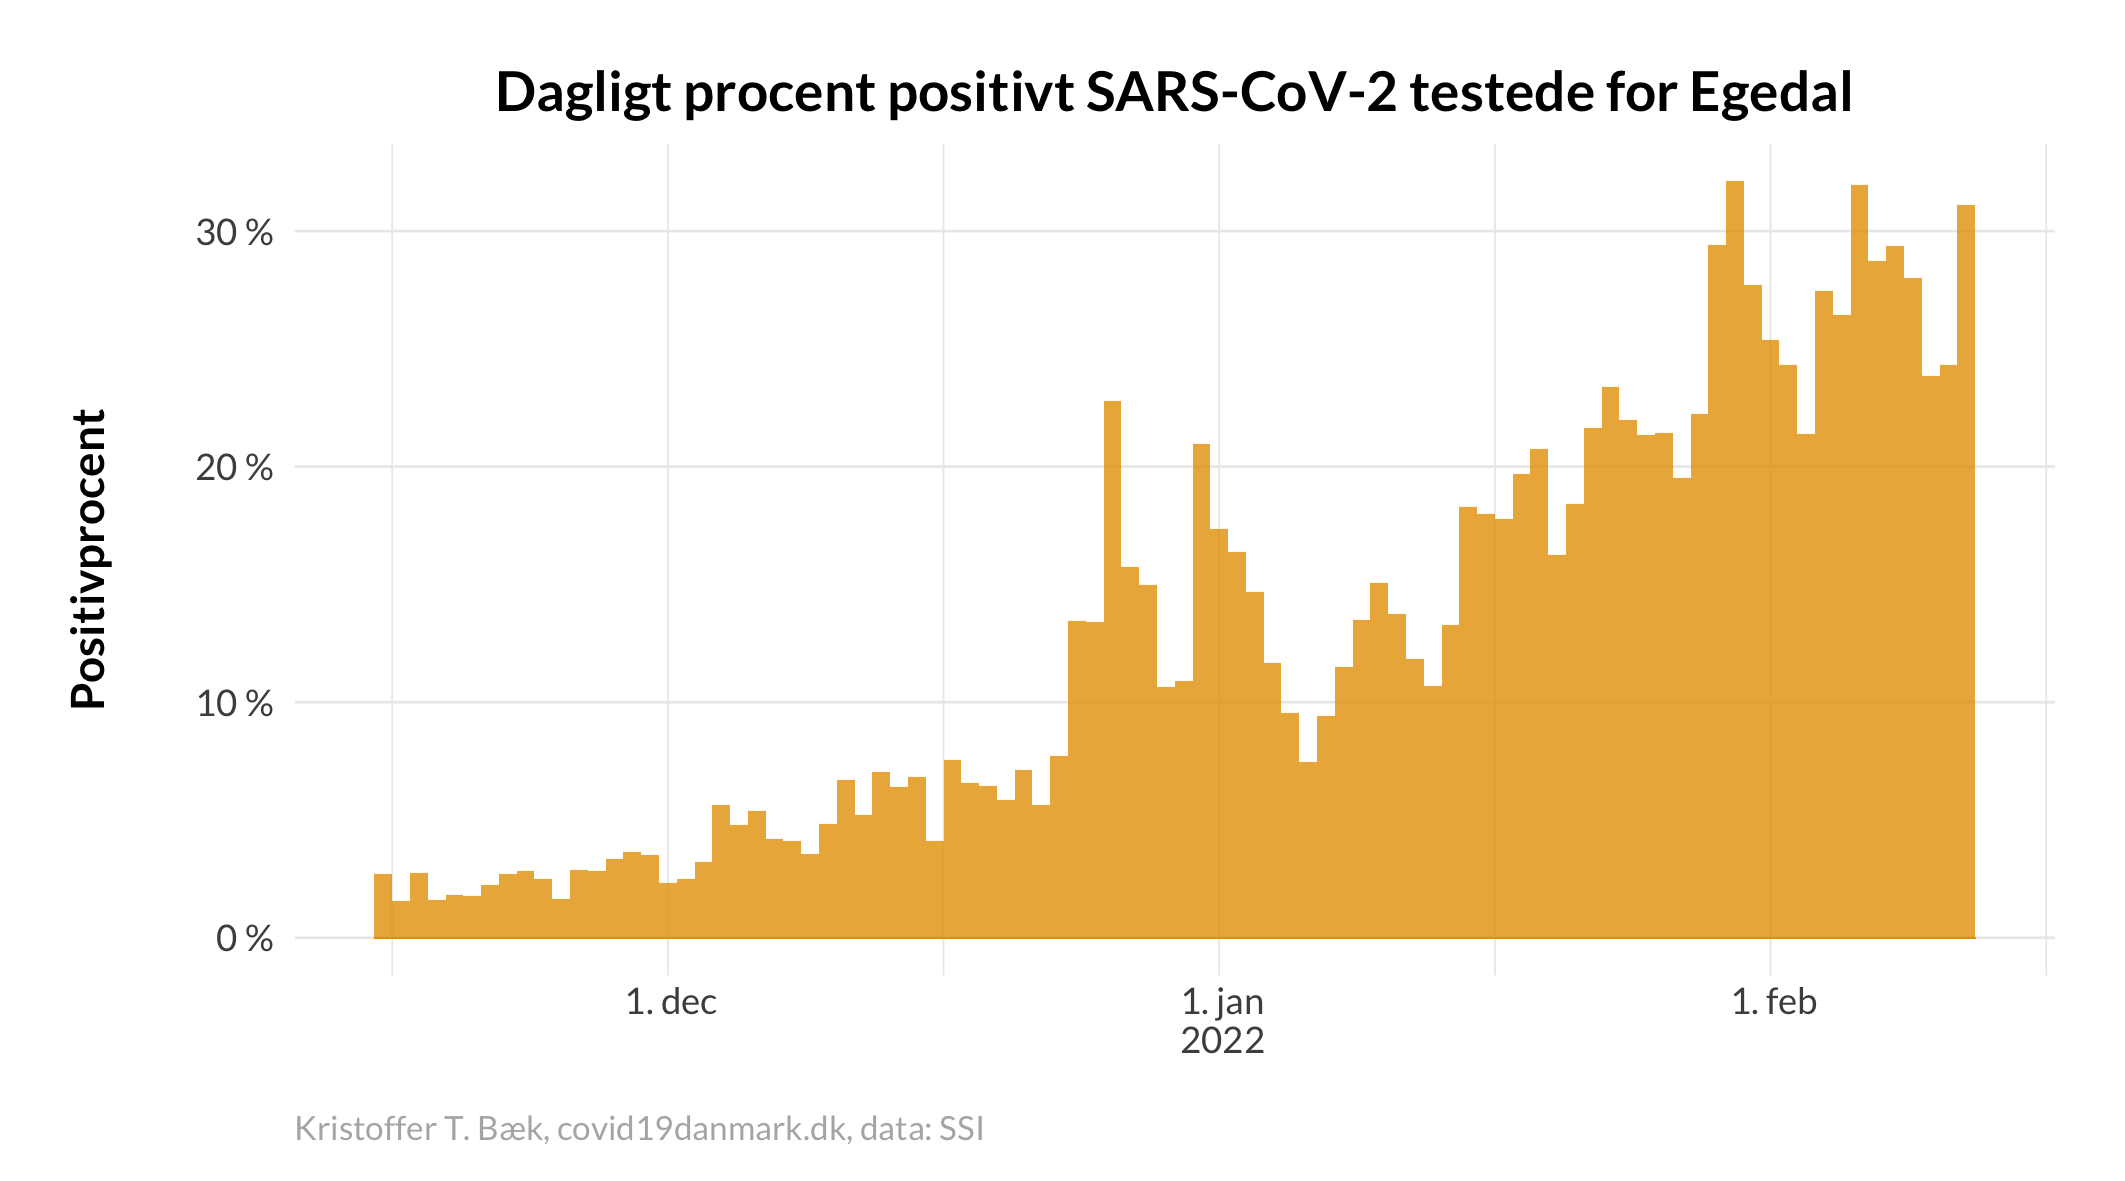 Dagligt procent positivt SARS-CoV-2 testede for Egedal
Positivprocent
30 %
20 %
10 %
0 %
1. dec
1. jan
2022
1. feb
Kristoffer T. Bæk, covid19danmark.dk, data: SSI